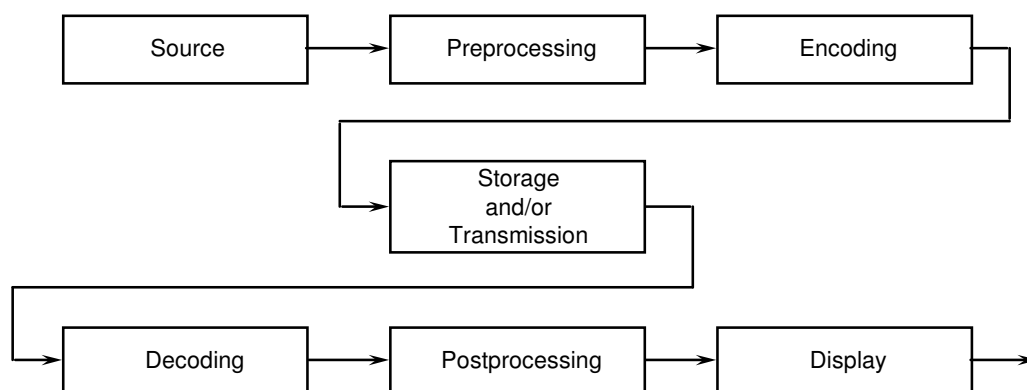 Source
Preprocessing
Encoding
Storage
and/or
Transmission
Decoding
Postprocessing
Display